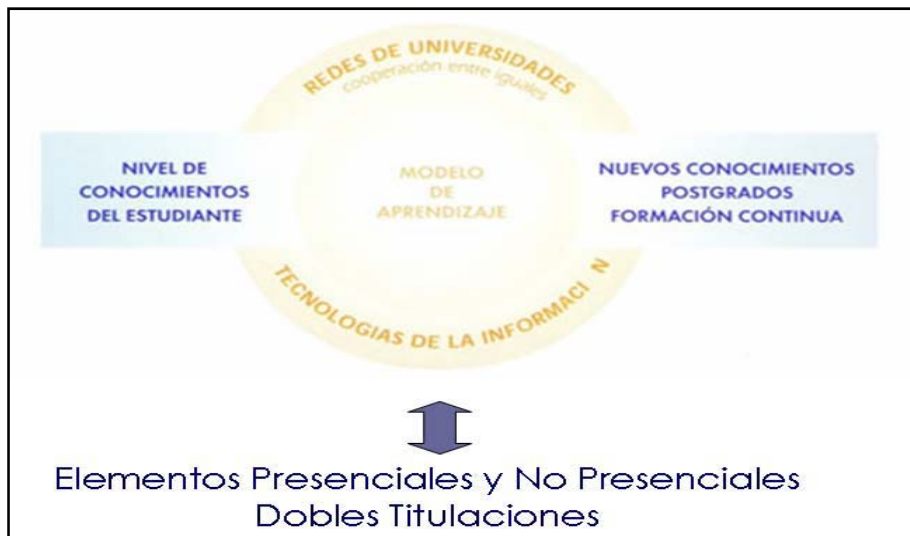 REDES DE UNIVERSIDADES
cooperación entre iguales
NIVEL DE
CONOCIMIENTOS
DEL ESTUDIANTE
MODELO
DE
APRENDIZAJE
NUEVOS CONOCIMIENTOS
POSTGRADOS
FORMACIÓN CONTINUA
TECNOLOGIAS DE LA INFORMACI N
Elementos Presenciales y No Presenciales
Dobles Titulaciones